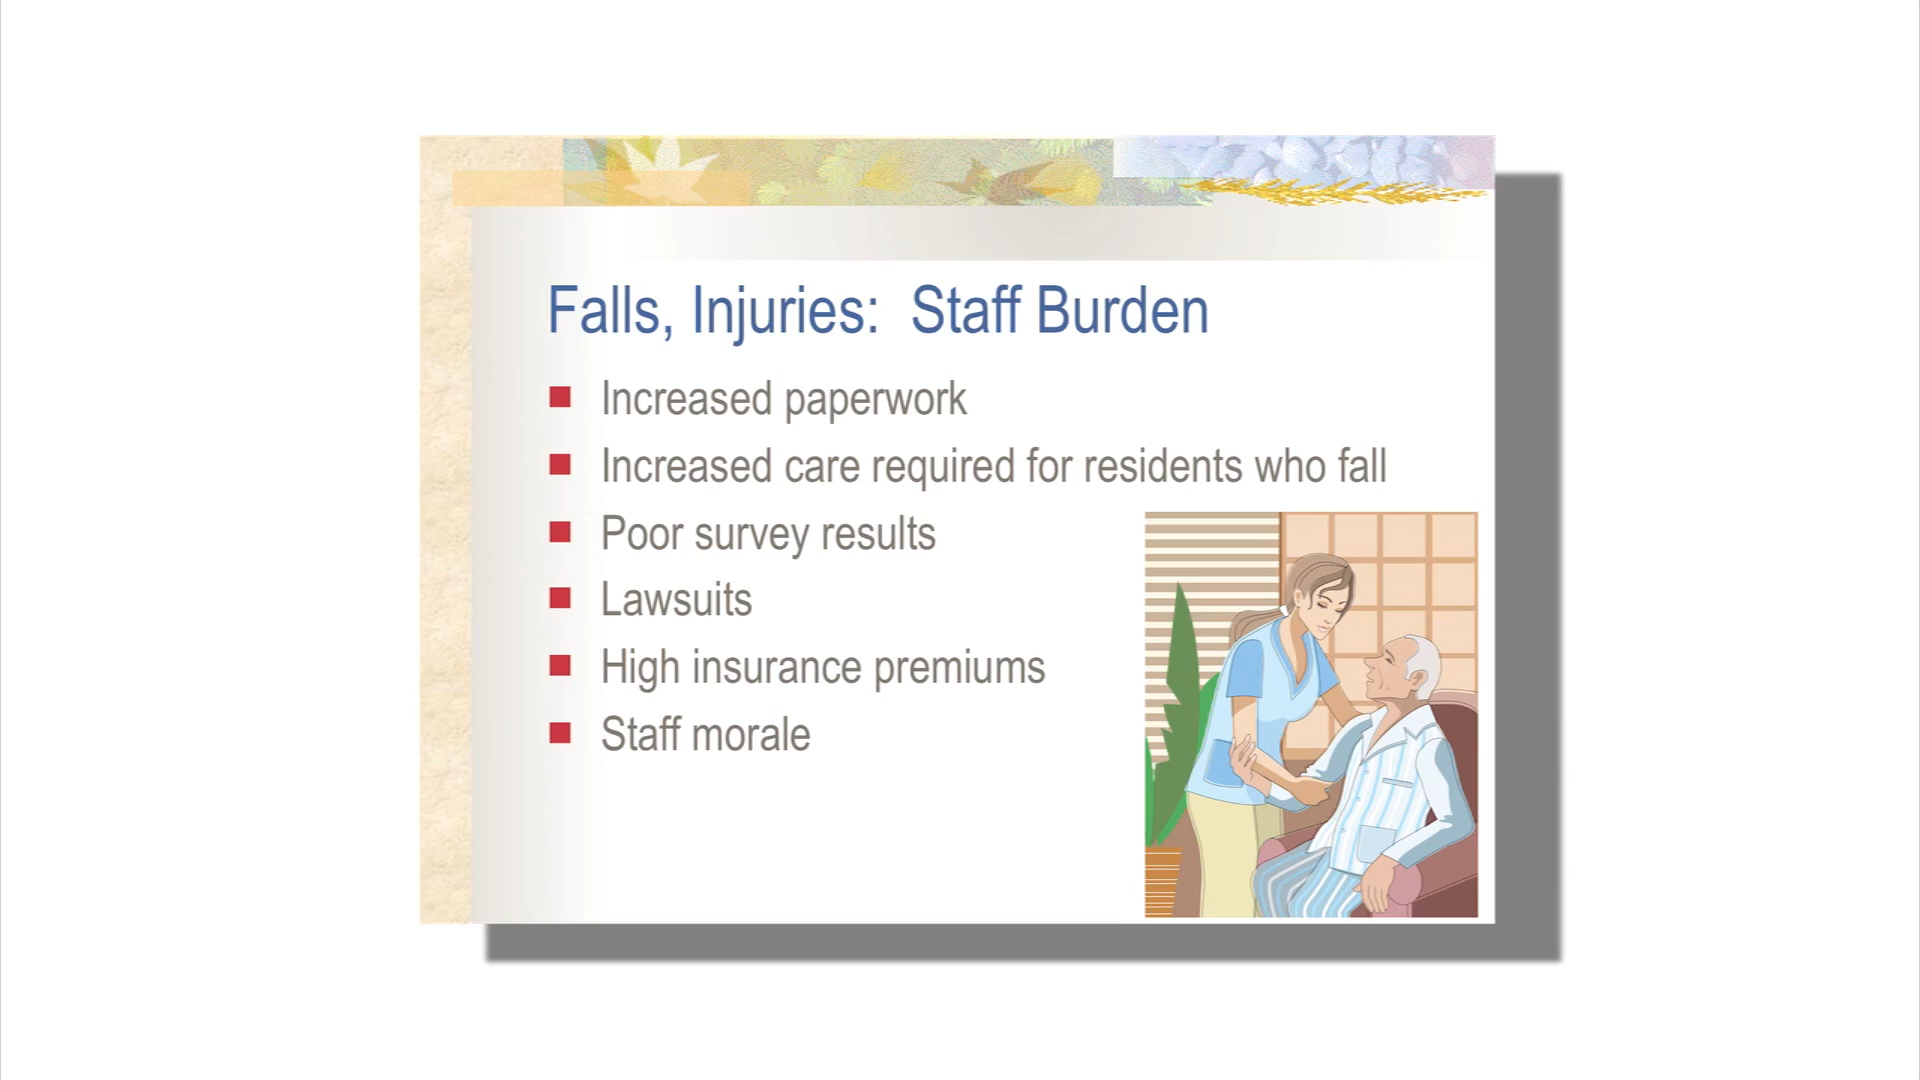 Falls, Injuries: Staff Burden
Increased paperwork
Increased care required for residents who fall
Poor survey results
Lawsuits
High insurance premiums
Staff morale